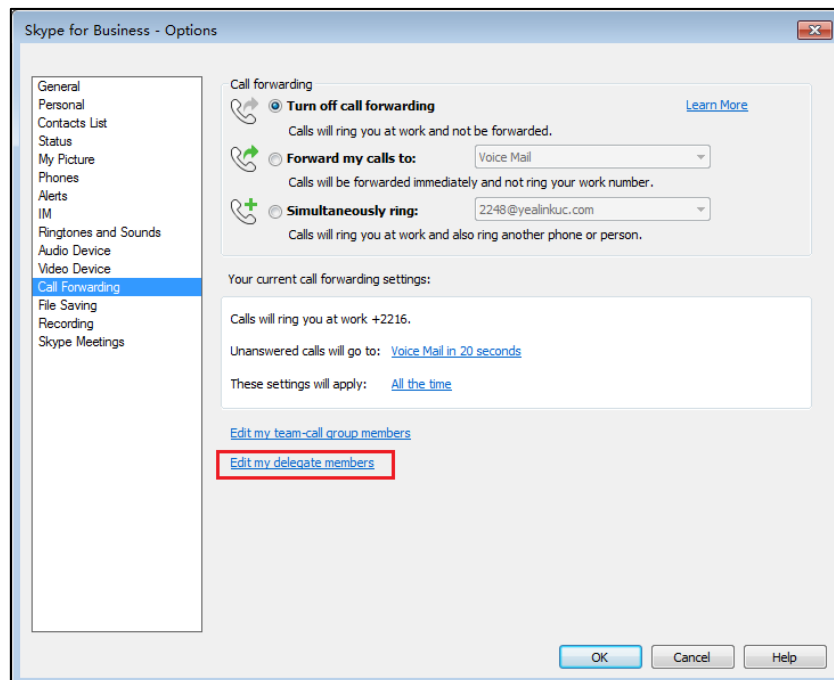 Skype for Business - Options
General
Personal
Contacts List
Status
My Picture
Phones
Alerts
IM
Ringtones and Sounds
Audio Device
Video Device
Call Forwarding
File Saving
Recording
Skype Meetings
Call forwarding
Turn off call forwarding Learn More
Calls will ring you at work and not be forwarded.
Forward my calls to: Voice Mail
Calls will be forwarded immediately and not ring your work number.
Simultaneously ring: 2248@yealinkuc.com
Calls will ring you at work and also ring another phone or person.
Your current call forwarding settings:
Calls will ring you at work +2216.
Unanswered calls will go to: Voice Mail in 20 seconds
These settings will apply: All the time
Edit my team-call group members
Edit my delegate members
OK Cancel Help